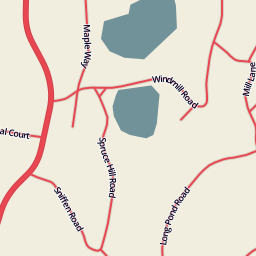 Maple Way
Windmill Road
Mill Lane
al Court
Spruce Hill Road
Sniffen Road
Long Pond Road